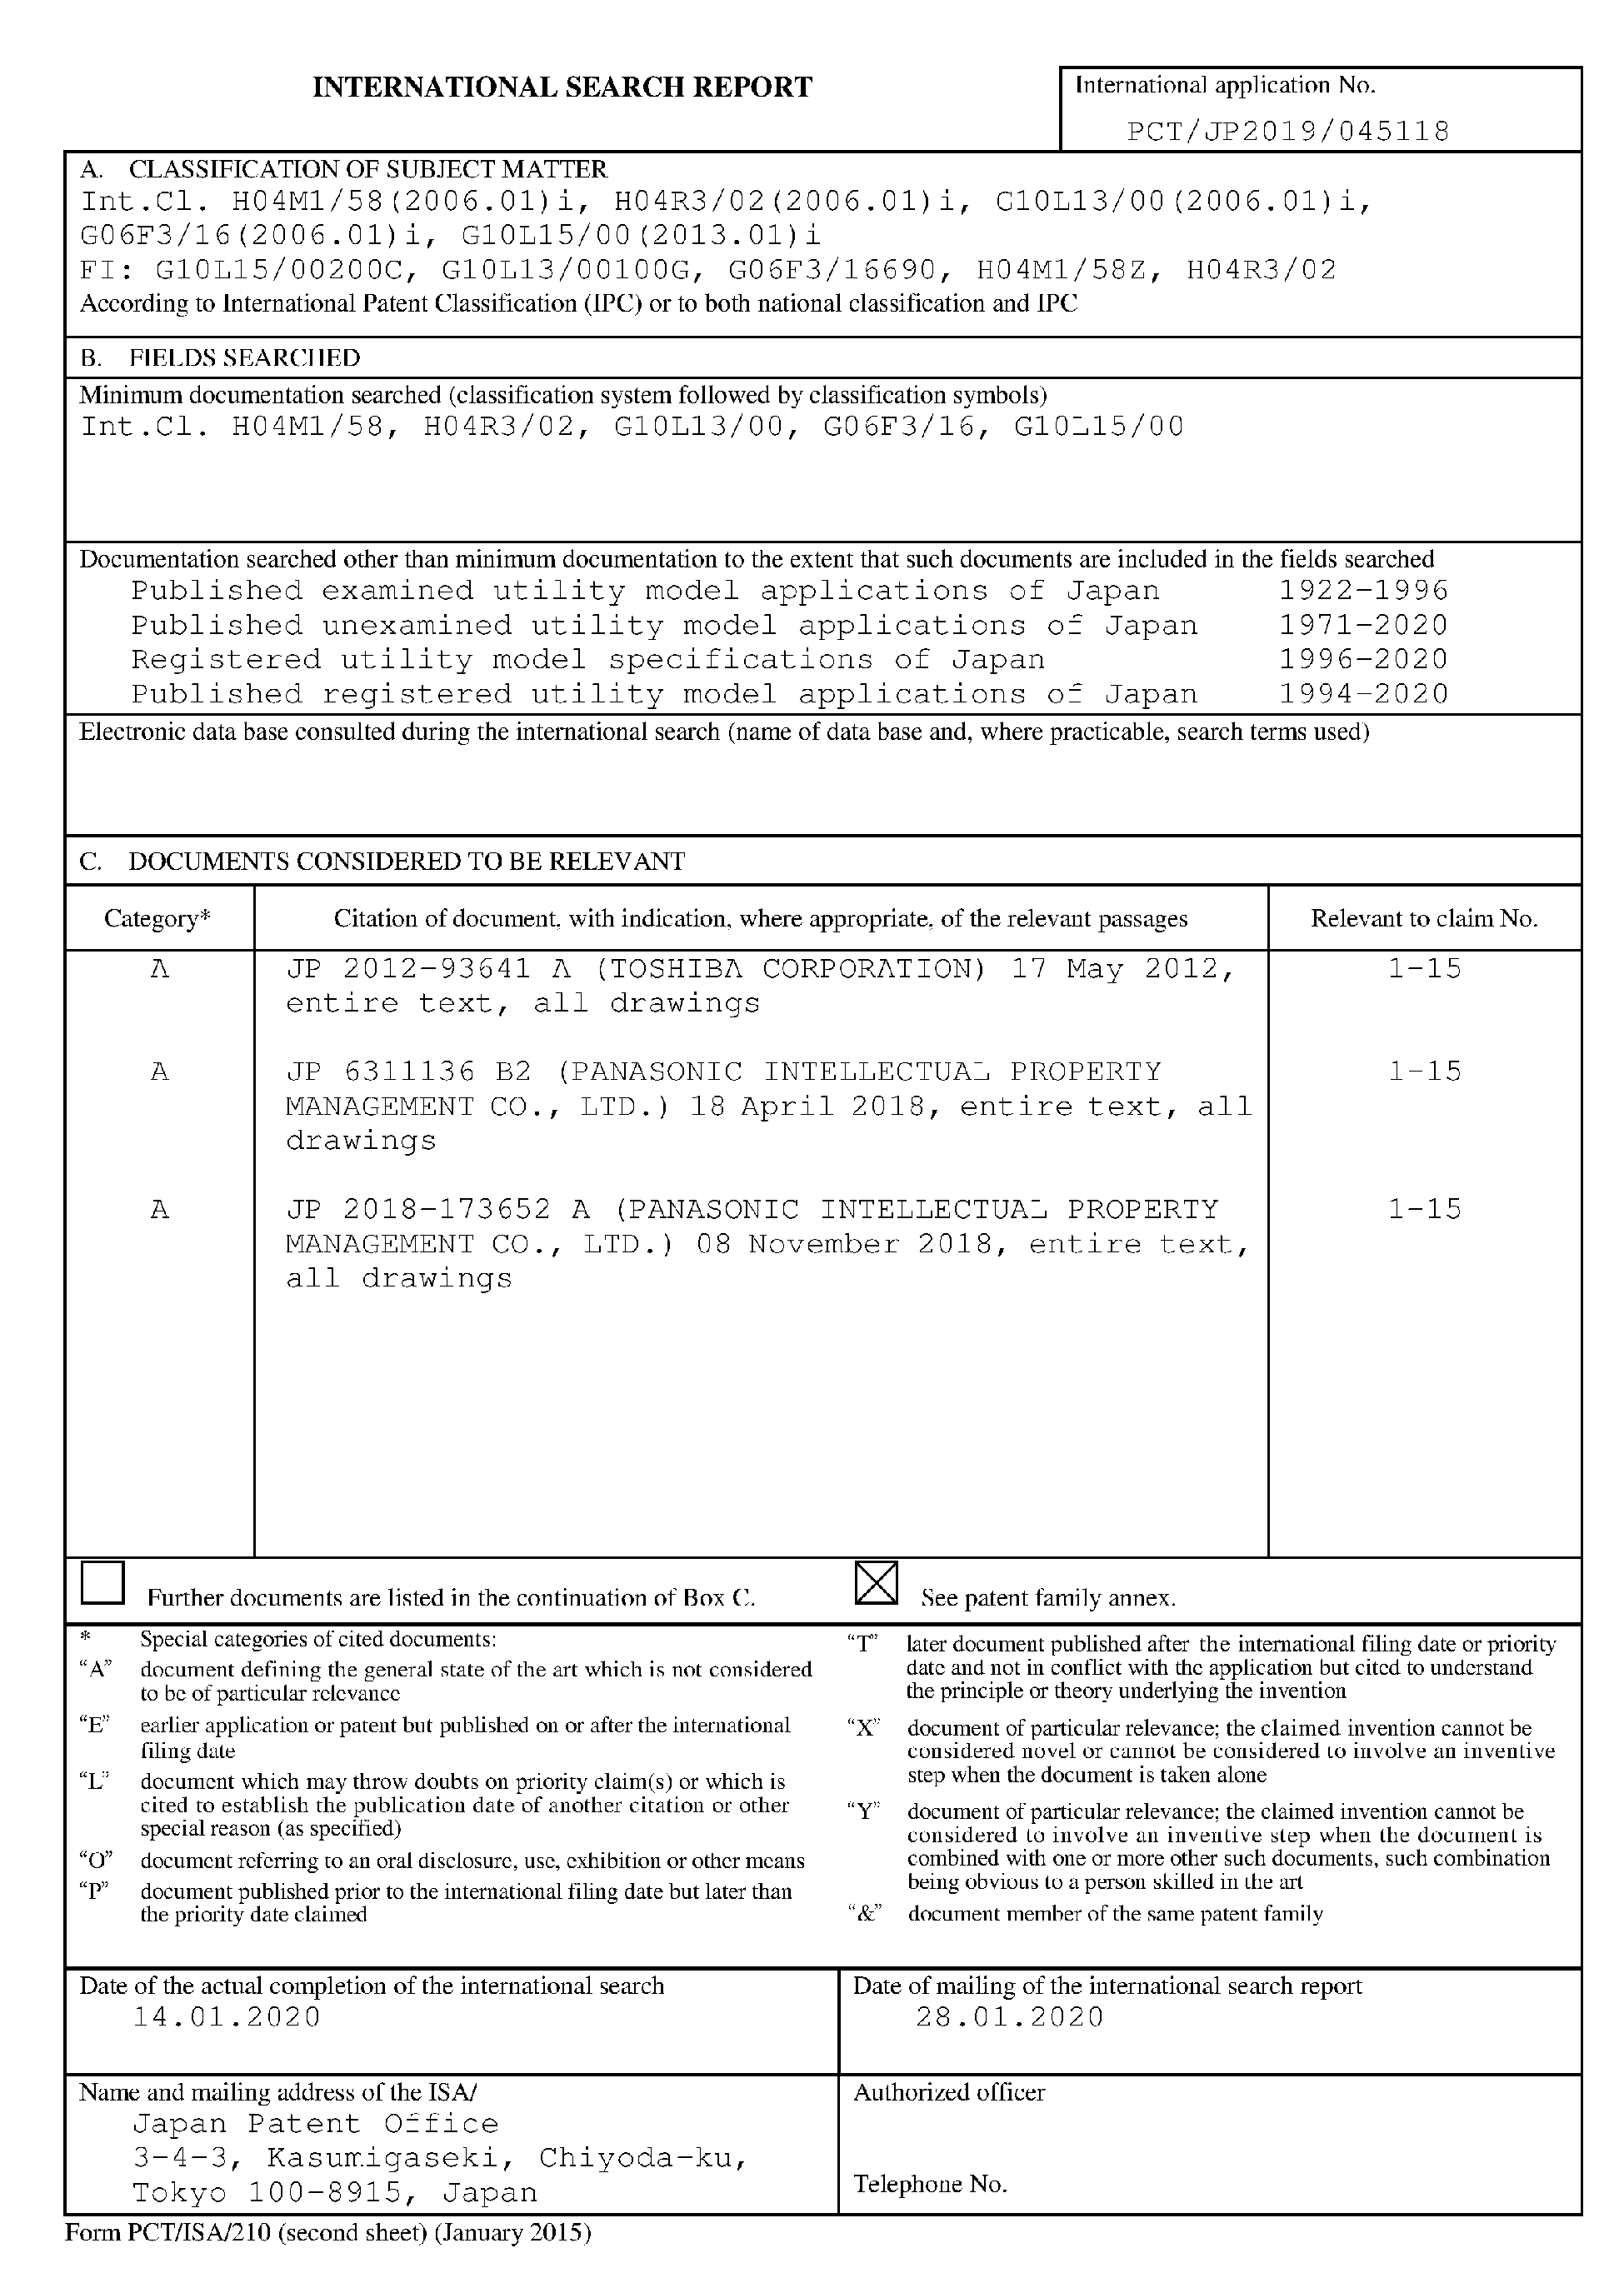 INTERNATIONAL SEARCH REPORT
International application No.
PCT/JP2019/045118
A. CLASSIFICATION OF SUBJECT MATTER
Int.Cl. H04M1/58(2006.01)i, H04R3/02(2006.01)i, G10L13/00(2006.01)i,
G06F3/16(2006.01)i, G10L15/00(2013.01)i
FI: G10L15/00200C, G10L13/00100G, G06F3/16690, H04M1/58Z, H04R3/02
According to International Patent Classification (IPC) or to both national classification and IPC
B. FIELDS SEARCHED
Minimum documentation searched (classification system followed by classification symbols)
Int.Cl. H04M1/58, H04R3/02, G10L13/00, G06F3/16, G10L15/00
Documentation searched other than minimum documentation to the extent that such documents are included in the fields searched
Published examined utility model applications of Japan 1922-1996
Published unexamined utility model applications of Japan 1971-2020
Registered utility model specifications of Japan 1996-2020
Published registered utility model applications of Japan 1994-2020
Electronic data base consulted during the international search (name of data base and, where practicable, search terms used)
C. DOCUMENTS CONSIDERED TO BE RELEVANT
Category* Citation of document, with indication, where appropriate, of the relevant passages Relevant to claim No.
A JP 2012-93641 A (TOSHIBA CORPORATION) 17 May 2012, 1-15
entire text, all drawings
A JP 6311136 B2 (PANASONIC INTELLECTUAL PROPERTY 1-15
MANAGEMENT CO., LTD.) 18 April 2018, entire text, all
drawings
A JP 2018-173652 A (PANASONIC INTELLECTUAL PROPERTY 1-15
MANAGEMENT CO., LTD.) 08 November 2018, entire text,
all drawings
Further documents are listed in the continuation of Box C.
See patent family annex.
* Special categories of cited documents:
"A" document defining the general state of the art which is not considered
to be of particular relevance
"E" earlier application or patent but published on or after the international
filing date
"L" document which may throw doubts on priority claim(s) or which is
cited to establish the publication date of another citation or other
special reason (as specified)
"O" document referring to an oral disclosure, use, exhibition or other means
"P" document published prior to the international filing date but later than
the priority date claimed
"T" later document published after the international filing date or priority
date and not in conflict with the application but cited to understand
the principle or theory underlying the invention
"X" document of particular relevance; the claimed invention cannot be
considered novel or cannot be considered to involve an inventive
step when the document is taken alone
"Y" document of particular relevance; the claimed invention cannot be
considered to involve an inventive step when the document is
combined with one or more other such documents, such combination
being obvious to a person skilled in the art
"&" document member of the same patent family
Date of the actual completion of the international search
14.01.2020
Date of mailing of the international search report
28.01.2020
Name and mailing address of the ISA/
Japan Patent Office
3-4-3, Kasumigaseki, Chiyoda-ku,
Tokyo 100-8915, Japan
Authorized officer
Telephone No.
Form PCT/ISA/210 (second sheet) (January 2015)